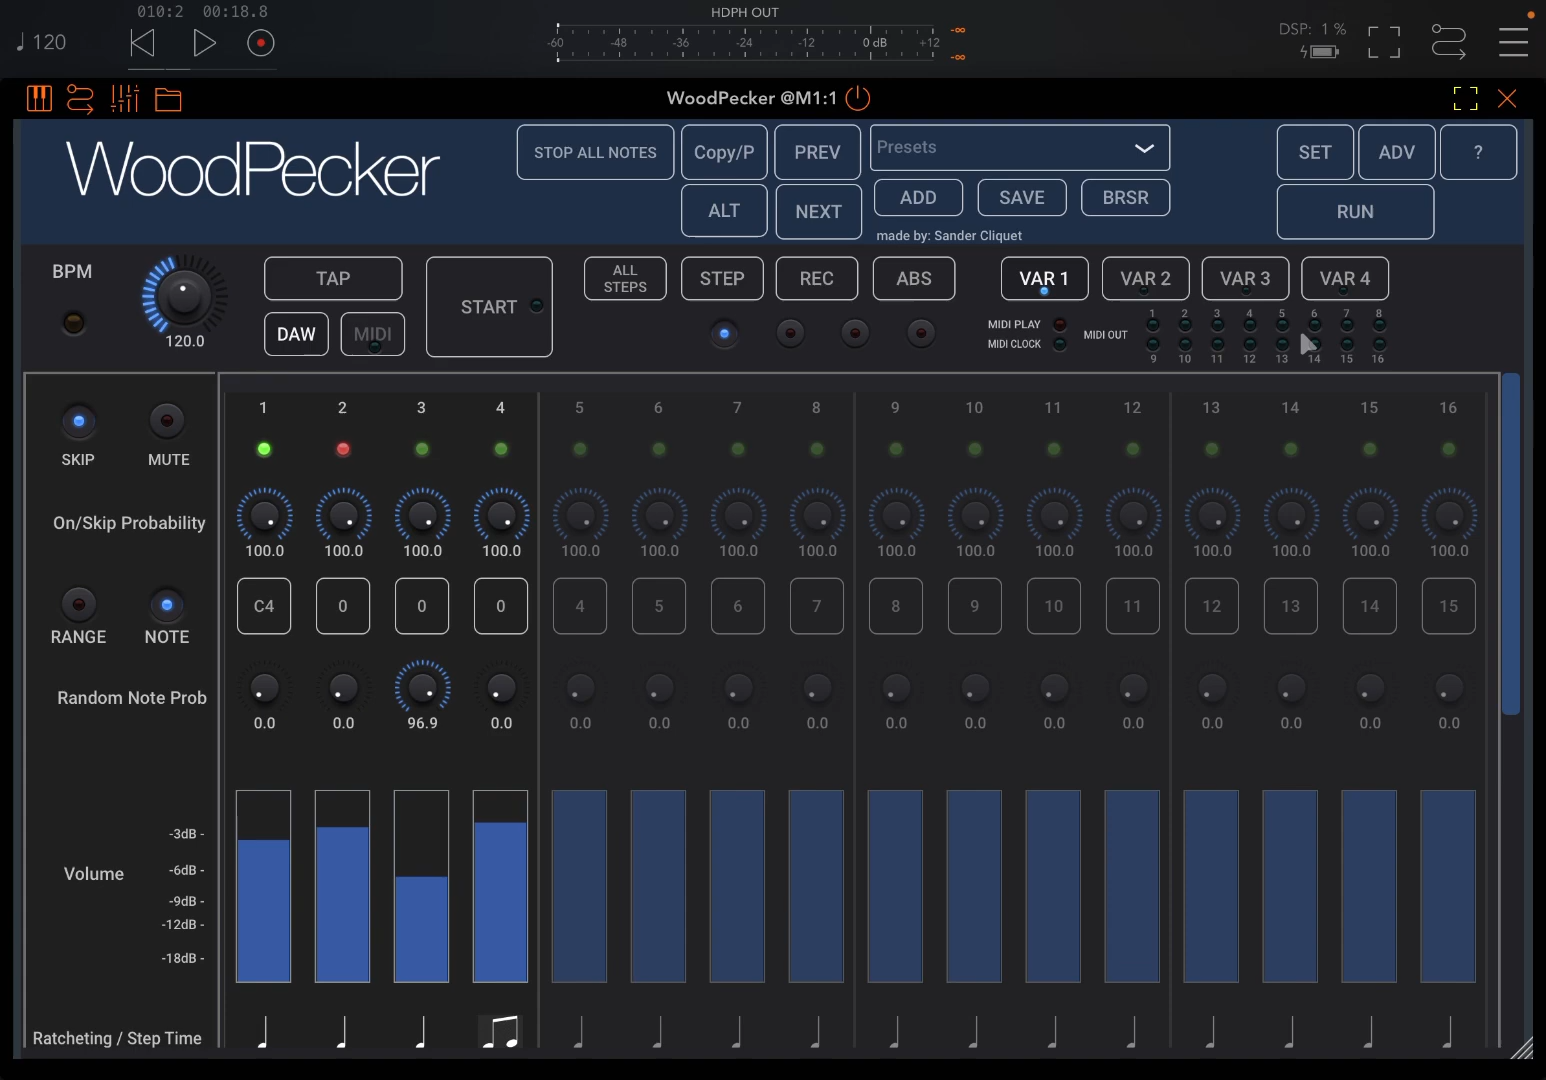 010:2 00:18.8
HDPH OUT
120
-60 -48 -36 -24 -12 0 dB +12
-∞
-∞
DSP: 1 %
WoodPecker @M1:1
WoodPecker
STOP ALL NOTES
Copy/P
PREV
Presets
SET
ADV
?
ALT
NEXT
ADD
SAVE
BRSR
RUN
made by: Sander Cliquet
BPM
120.0
TAP
DAW
MIDI
START
ALL STEPS
STEP
REC
ABS
VAR 1
VAR 2
VAR 3
VAR 4
MIDI PLAY
MIDI CLOCK
MIDI OUT
1 2 3 4 5 6 7 8
9 10 11 12 13 14 15 16
1 2 3 4 5 6 7 8 9 10 11 12 13 14 15 16
SKIP MUTE
On/Skip Probability
100.0 100.0 100.0 100.0 100.0 100.0 100.0 100.0 100.0 100.0 100.0 100.0 100.0 100.0 100.0 100.0
C4 0 0 0 4 5 6 7 8 9 10 11 12 13 14 15
RANGE NOTE
Random Note Prob
0.0 0.0 96.9 0.0 0.0 0.0 0.0 0.0 0.0 0.0 0.0 0.0 0.0 0.0 0.0 0.0
Volume
-3dB -
-6dB -
-9dB -
-12dB -
-18dB -
Ratcheting / Step Time